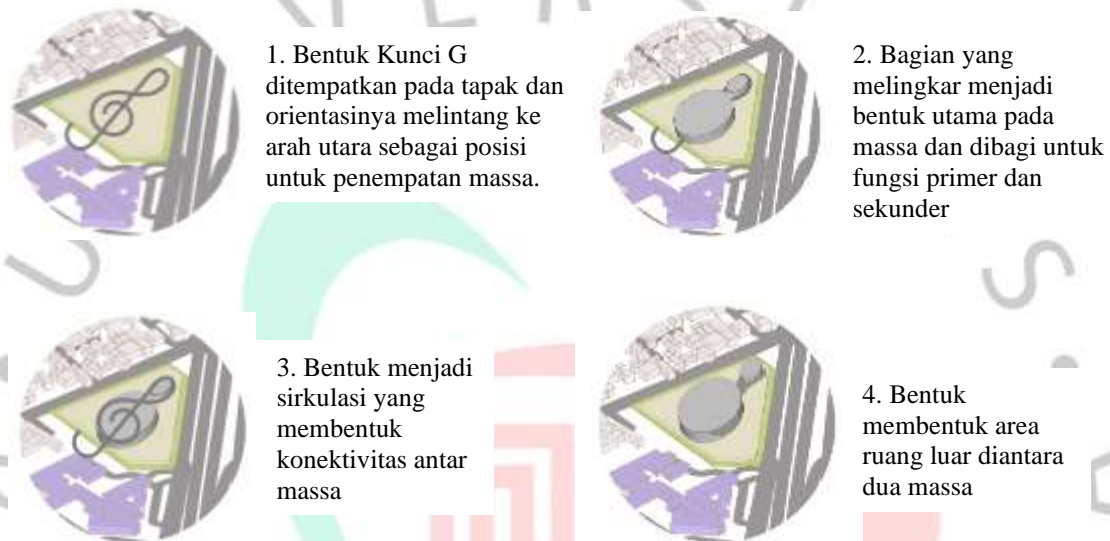 1. Bentuk Kunci G
ditempatkan pada tapak dan
orientasinya melintang ke
arah utara sebagai posisi
untuk penempatan massa.
2. Bagian yang
melingkar menjadi
bentuk utama pada
massa dan dibagi untuk
fungsi primer dan
sekunder
3. Bentuk menjadi
sirkulasi yang
membentuk
konektivitas antar
massa
4. Bentuk
membentuk area
ruang luar diantara
dua massa